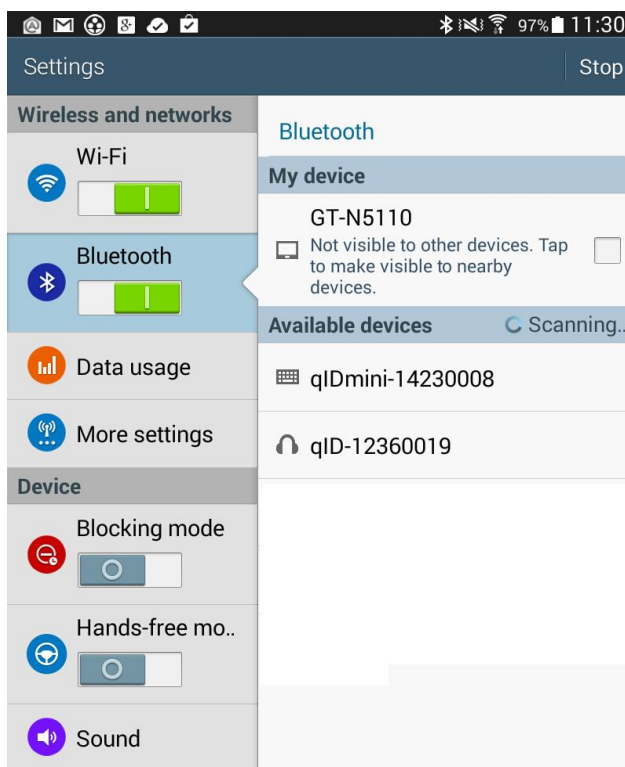 97% 11:30
Settings
Stop
Wireless and networks
Wi-Fi
Bluetooth
Data usage
More settings
Device
Blocking mode
Hands-free mo..
Sound
Bluetooth
My device
GT-N5110
Not visible to other devices. Tap
to make visible to nearby
devices.
Available devices
Scanning..
qIDmini-14230008
qID-12360019